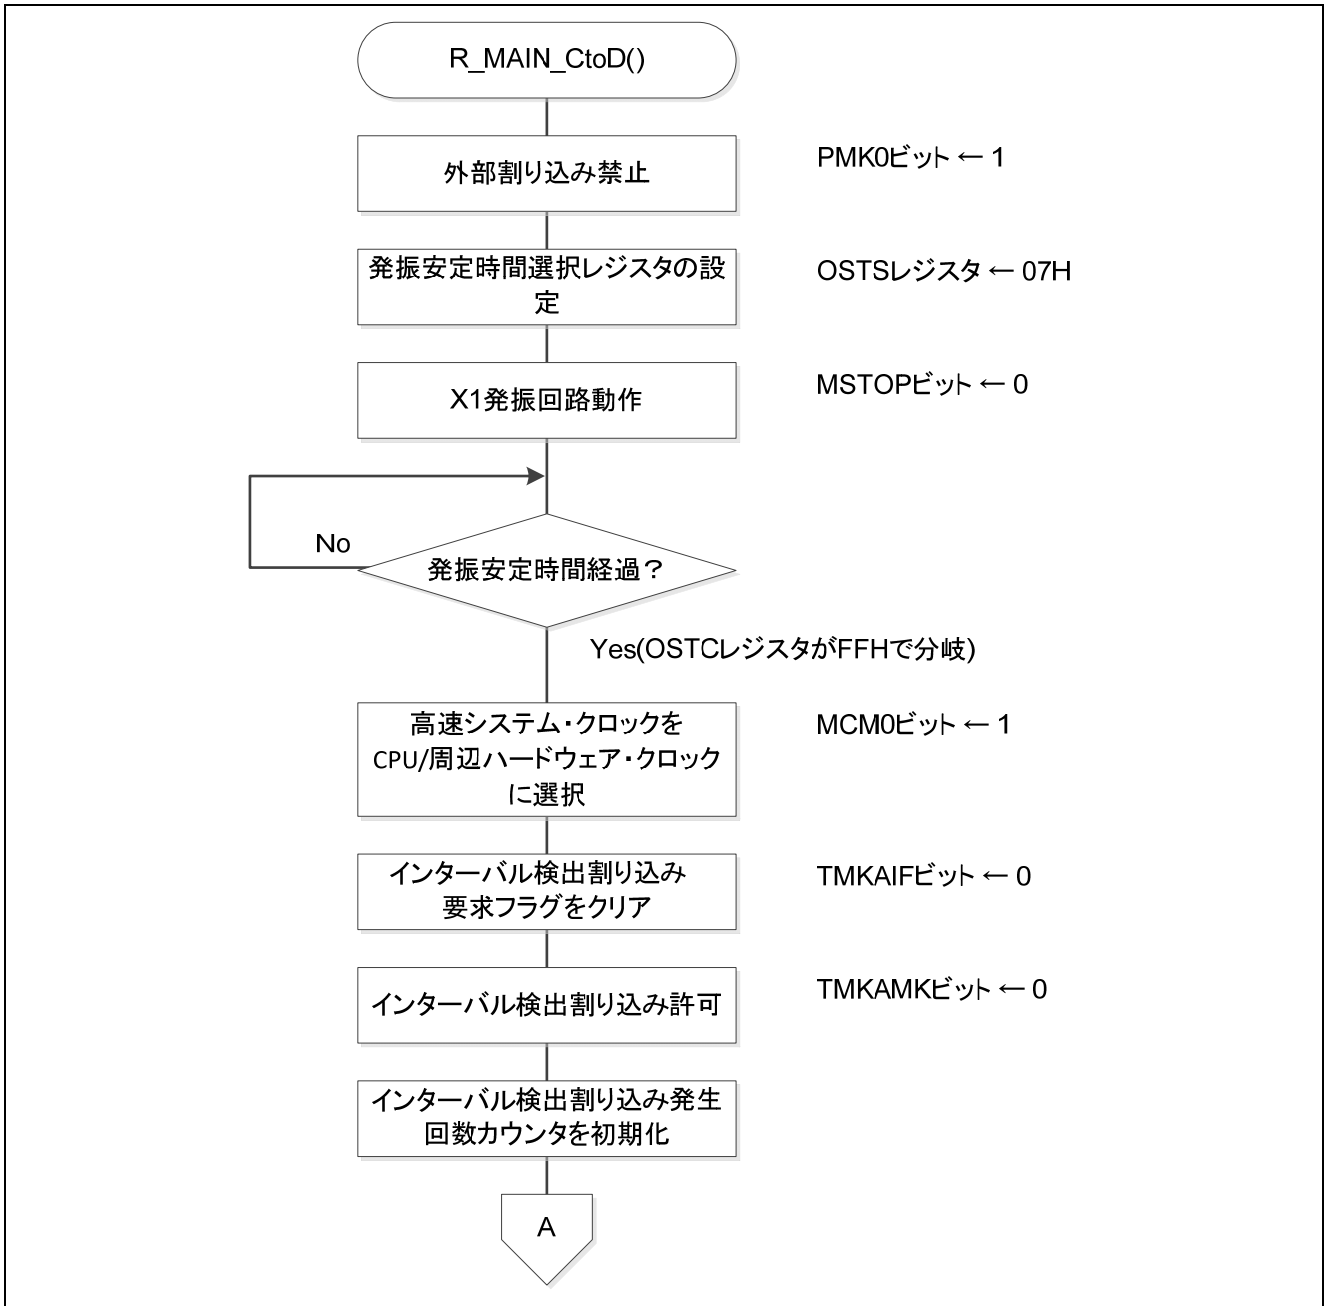 R_MAIN_CtoD()
外部割り込み禁止
PMK0ビット ← 1
発振安定時間選択レジスタの設
定
OSTSレジスタ ← 07H
X1発振回路動作
MSTOPビット ← 0
No
発振安定時間経過？
Yes(OSTCレジスタがFFHで分岐)
高速システム・クロックを
CPU/周辺ハードウェア・クロック
に選択
MCM0ビット ← 1
インターバル検出割り込み
要求フラグをクリア
TMKAIFビット ← 0
インターバル検出割り込み許可
TMKAMKビット ← 0
インターバル検出割り込み発生
回数カウンタを初期化
A